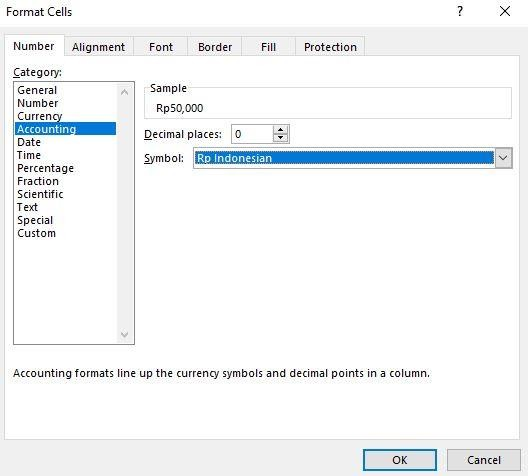 Format Cells
? ×
Number Alignment Font Border Fill Protection
Category:
General
Number
Currency
Accounting
Date
Time
Percentage
Fraction
Scientific
Text
Special
Custom
Sample
Rp50,000
Decimal places: 0
Symbol: Rp Indonesian
Accounting formats line up the currency symbols and decimal points in a column.
OK Cancel